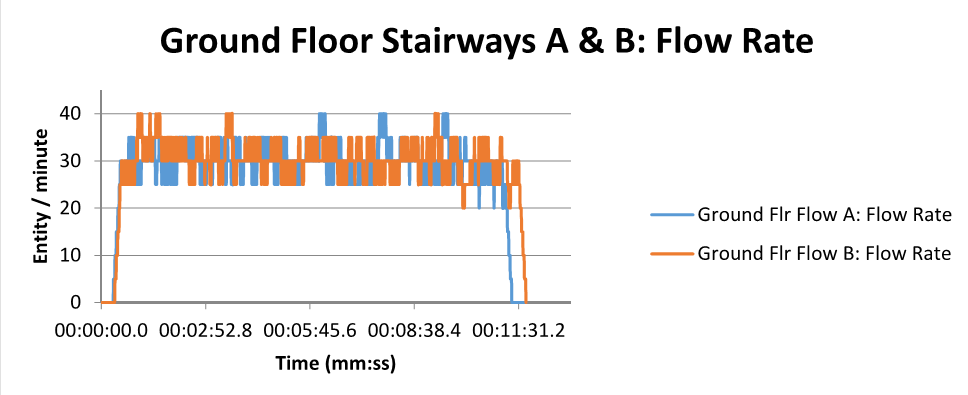 Ground Floor Stairways A & B: Flow Rate
40
30
20
10
0
Entity / minute
00:00:00.0 00:02:52.8 00:05:45.6 00:08:38.4 00:11:31.2
Time (mm:ss)
Ground Flr Flow A: Flow Rate
Ground Flr Flow B: Flow Rate